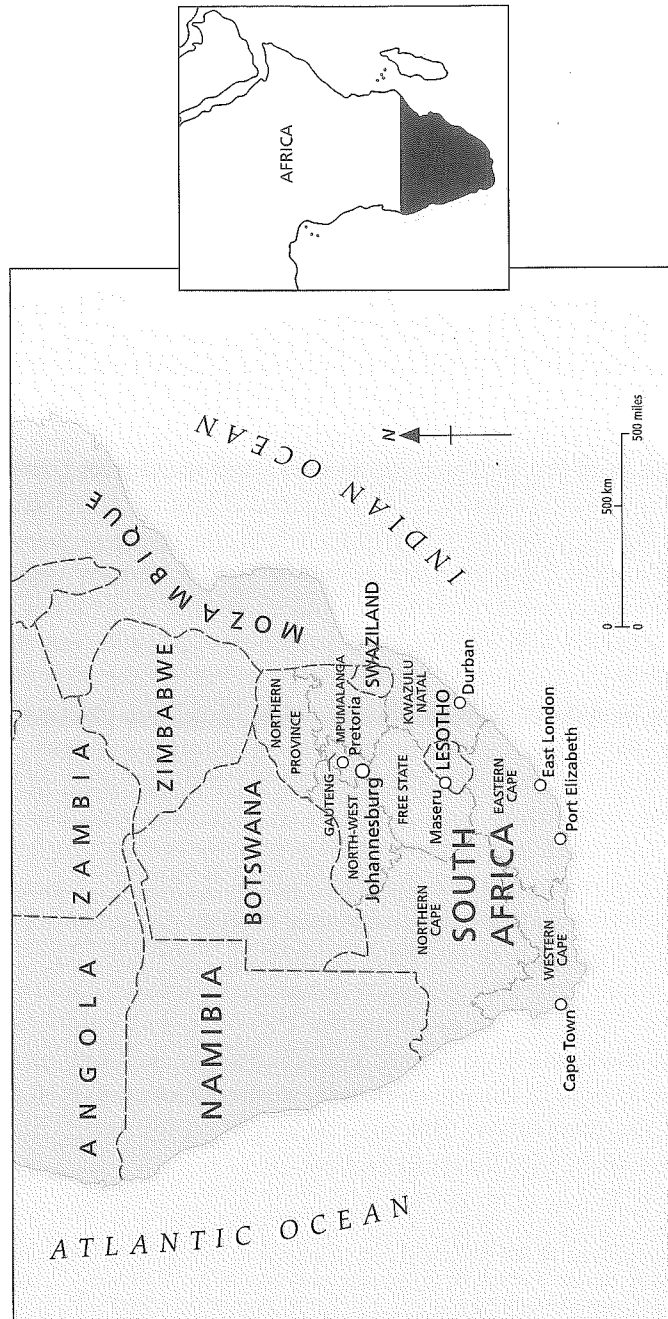 AFRICA
ANGOLA
ZAMBIA
MOZAMBIQUE
ZIMBABWE
NAMIBIA
BOTSWANA
NORTHERN
PROVINCE
GAUTENG
MPUMALANGA
Pretoria
NORTH-WEST
Johannesburg
SWAZILAND
FREE STATE
KWAZULU
NATAL
NORTHERN
CAPE
Maseru
LESOTHO
Durban
SOUTH
AFRICA
EASTERN
CAPE
East London
Port Elizabeth
WESTERN
CAPE
Cape Town
ATLANTIC OCEAN
INDIAN OCEAN
N
0 500 km
0 500 miles